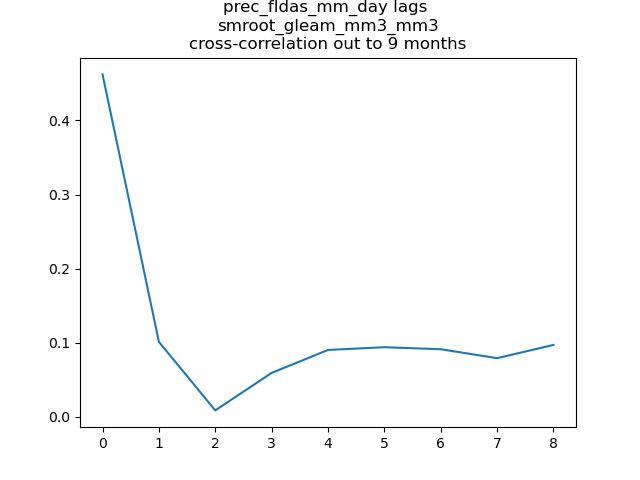 prec_fldas_mm_day lags
smroot_gleam_mm3_mm3
cross-correlation out to 9 months
0.4
0.3
0.2
0.1
0.0
0 1 2 3 4 5 6 7 8